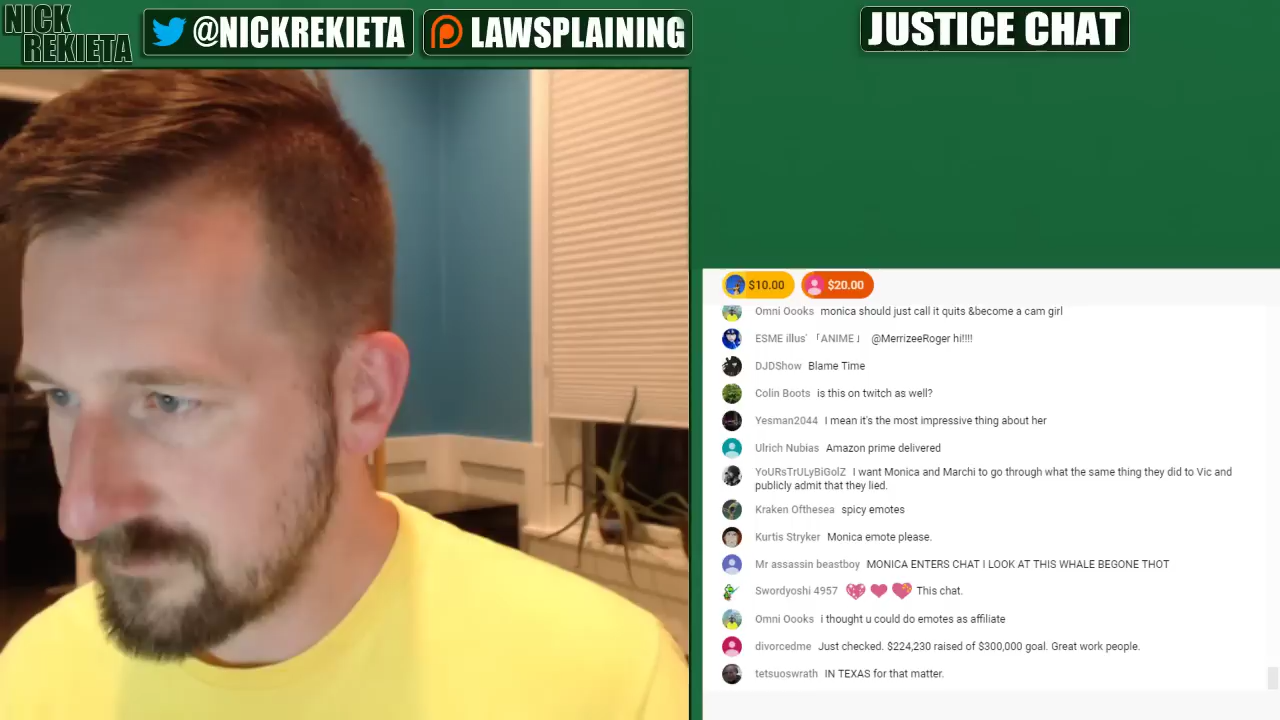 NICK
REKIETA
@NICKREKIETA
LAWSPLAINING
JUSTICE CHAT
$10.00
$20.00
Omni Oooks monica should just call it quits &become a cam girl
ESME illus' 「ANIME」 @MerrizeeRoger hi!!!!
DJDShow Blame Time
Colin Boots is this on twitch as well?
Yesman2044 I mean it's the most impressive thing about her
Ulrich Nubias Amazon prime delivered
YoURsTrULyBiGolZ I want Monica and Marchi to go through what the same thing they did to Vic and
publicly admit that they lied.
Kraken Ofthesea spicy emotes
Kurtis Stryker Monica emote please.
Mr assassin beastboy MONICA ENTERS CHAT I LOOK AT THIS WHALE BEGONE THOT
Swordyoshi 4957 This chat.
Omni Oooks i thought u could do emotes as affiliate
divorcedme Just checked. $224,230 raised of $300,000 goal. Great work people.
tetsuoswrath IN TEXAS for that matter.